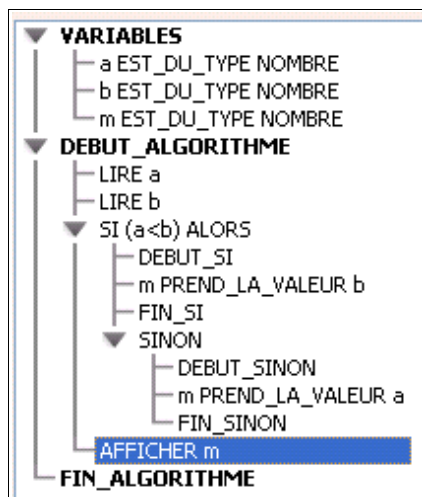 VARIABLES
a EST_DU_TYPE NOMBRE
b EST_DU_TYPE NOMBRE
m EST_DU_TYPE NOMBRE
DEBUT_ALGORITHME
LIRE a
LIRE b
SI (a<b) ALORS
DEBUT_SI
m PREND_LA_VALEUR b
FIN_SI
SINON
DEBUT_SINON
m PREND_LA_VALEUR a
FIN_SINON
AFFICHER m
FIN_ALGORITHME